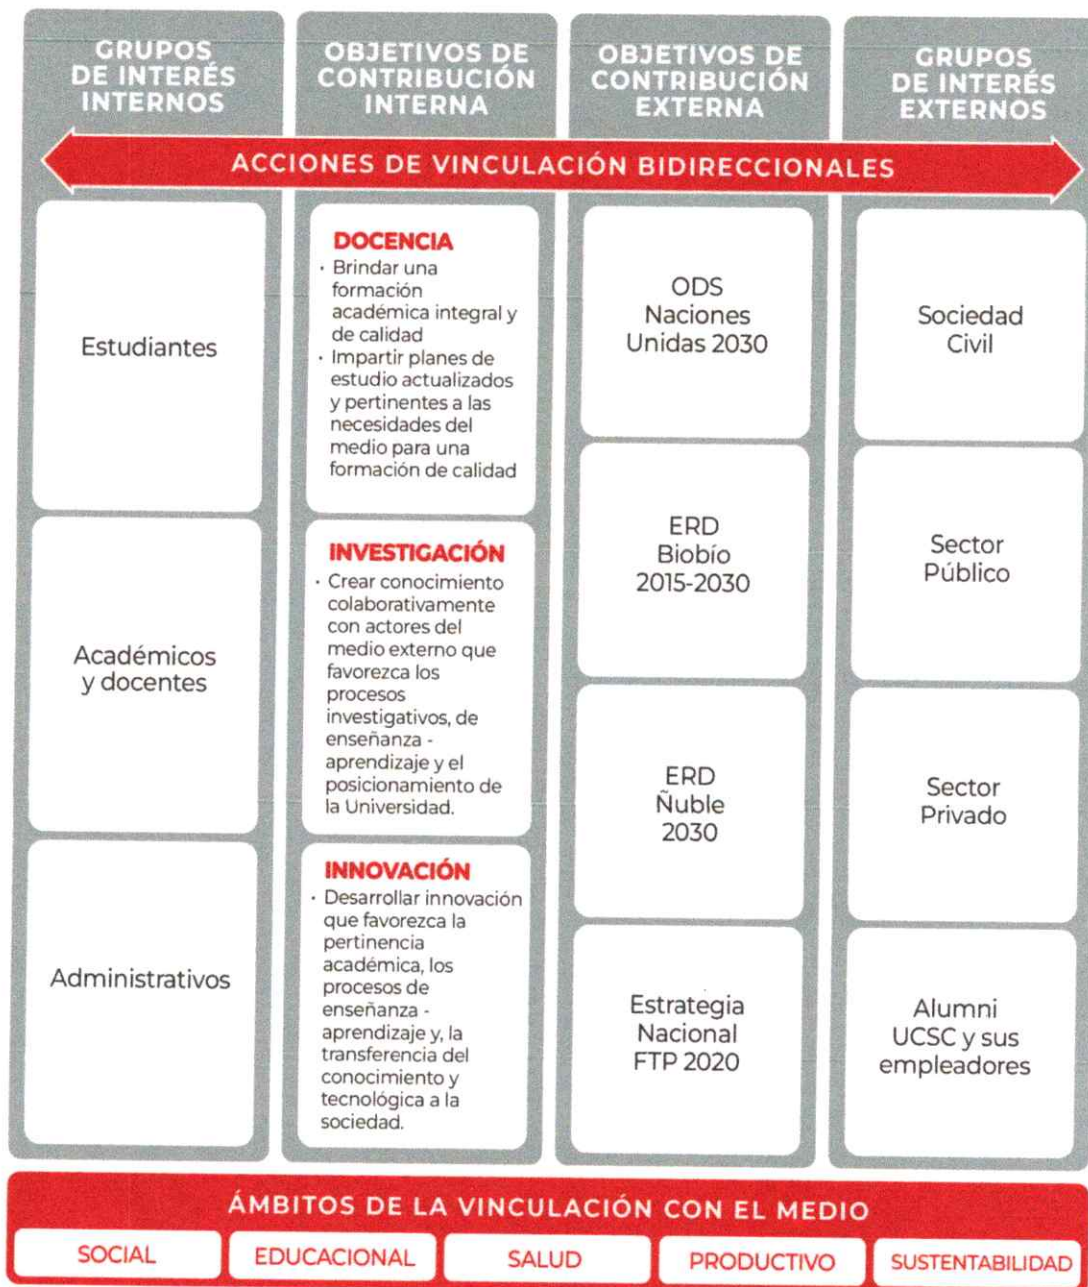 GRUPOS
DE INTERÉS
INTERNOS
OBJETIVOS DE
CONTRIBUCIÓN
INTERNA
OBJETIVOS DE
CONTRIBUCIÓN
EXTERNA
GRUPOS
DE INTERÉS
EXTERNOS
ACCIONES DE VINCULACIÓN BIDIRECCIONALES
Estudiantes
Académicos
y docentes
Administrativos
DOCENCIA
· Brindar una
formación
académica integral y
de calidad
· Impartir planes de
estudio actualizados
y pertinentes a las
necesidades del
medio para una
formación de calidad
INVESTIGACIÓN
· Crear conocimiento
colaborativamente
con actores del
medio externo que
favorezca los
procesos
investigativos, de
enseñanza -
aprendizaje y el
posicionamiento de
la Universidad.
INNOVACIÓN
· Desarrollar innovación
que favorezca la
pertinencia
académica, los
procesos de
enseñanza -
aprendizaje y, la
transferencia del
conocimiento y
tecnológica a la
sociedad.
ODS
Naciones
Unidas 2030
ERD
Biobío
2015-2030
ERD
Ñuble
2030
Estrategia
Nacional
FTP 2020
Sociedad
Civil
Sector
Público
Sector
Privado
Alumni
UCSC y sus
empleadores
ÁMBITOS DE LA VINCULACIÓN CON EL MEDIO
SOCIAL
EDUCACIONAL
SALUD
PRODUCTIVO
SUSTENTABILIDAD